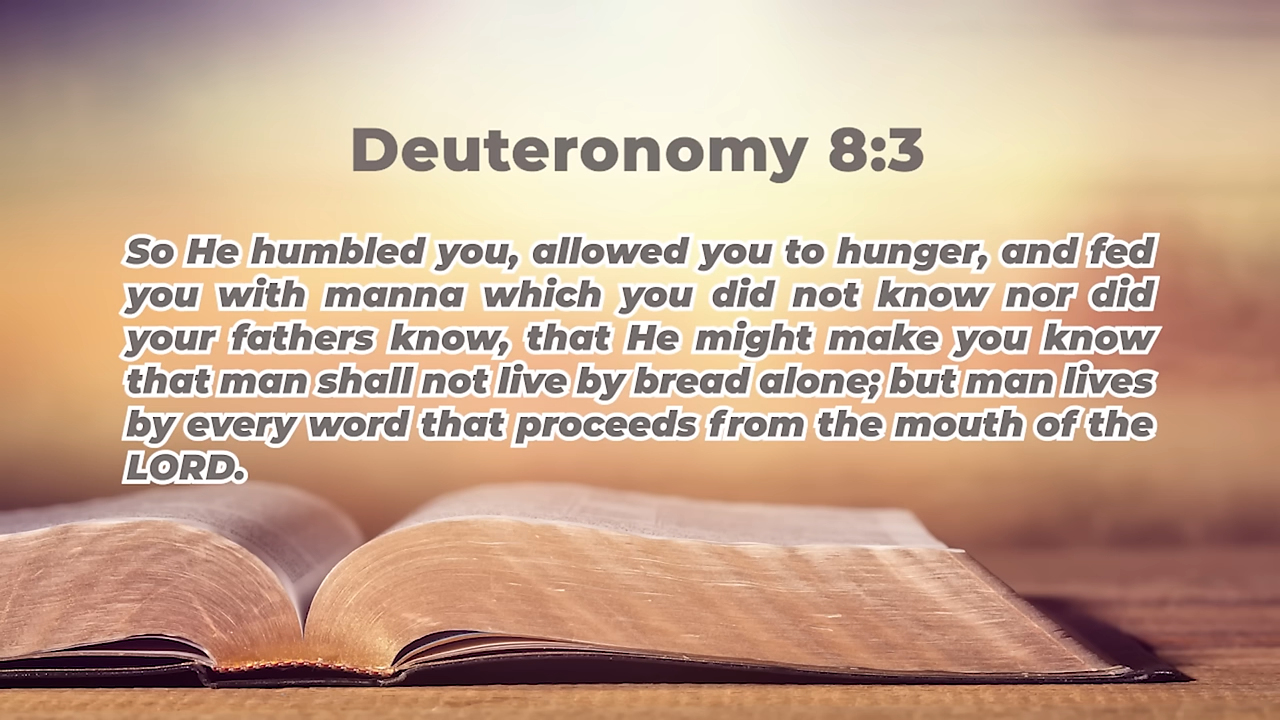 Deuteronomy 8:3
So He humbled you, allowed you to hunger, and fed
you with manna which you did not know nor did
your fathers know, that He might make you know
that man shall not live by bread alone; but man lives
by every word that proceeds from the mouth of the
LORD.